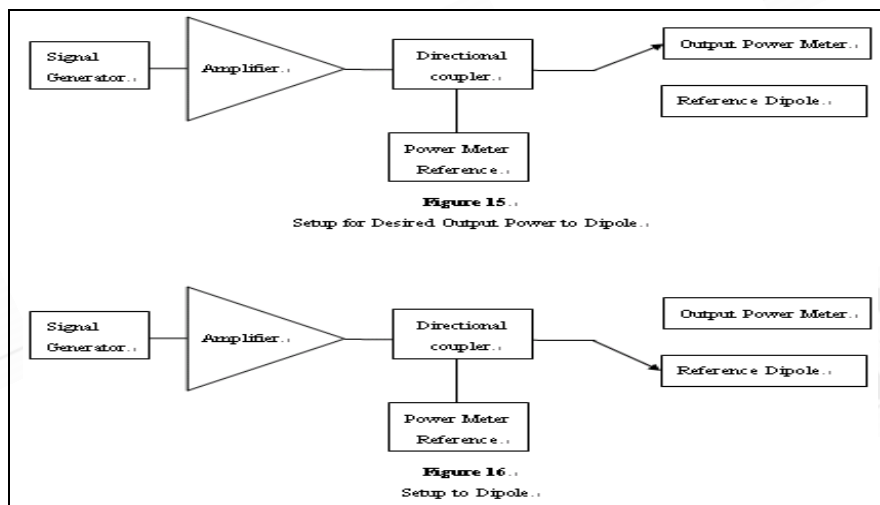 Signal
Generator.
Amplifier.
Directional
coupler.
Output Power Meter.
Reference Dipole.
Power Meter
Reference.
Figure 15.
Setup for Desired Output Power to Dipole.
Signal
Generator.
Amplifier.
Directional
coupler.
Output Power Meter.
Reference Dipole.
Power Meter
Reference.
Figure 16.
Setup to Dipole.